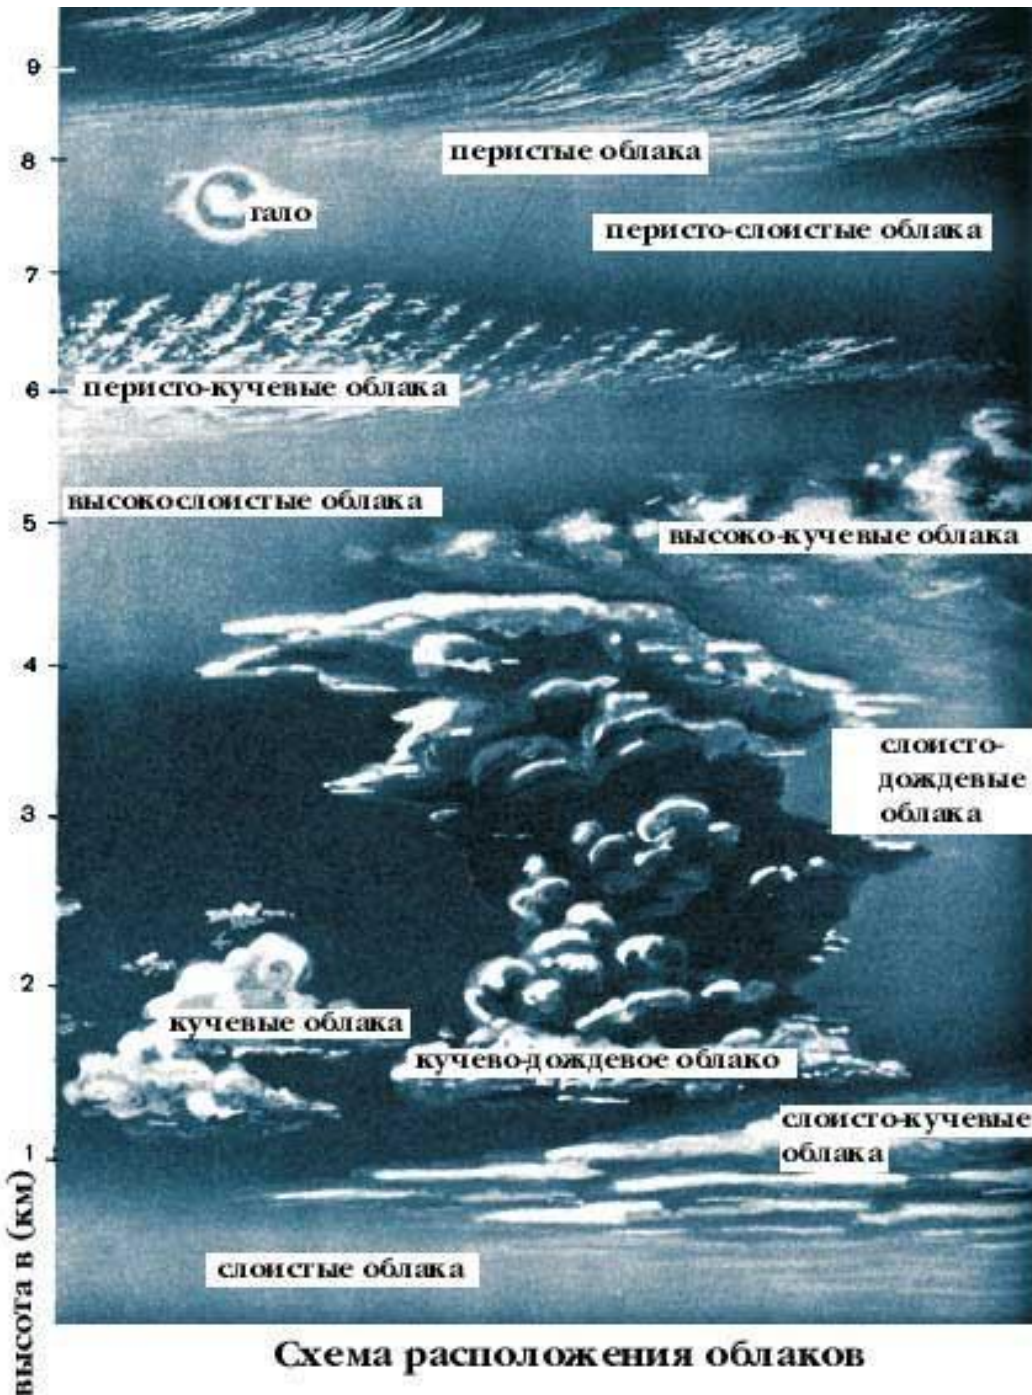 9
перистые облака
8
гало
перисто-слоистые облака
7
перисто-кучевые облака
6
высокослоистые облака
5
высоко-кучевые облака
4
слоисто-
дождевые
облака
3
2
кучевые облака
кучево-дождевое облако
слоисто-кучевые
облака
1
высота в (км)
слоистые облака
Схема расположения облаков